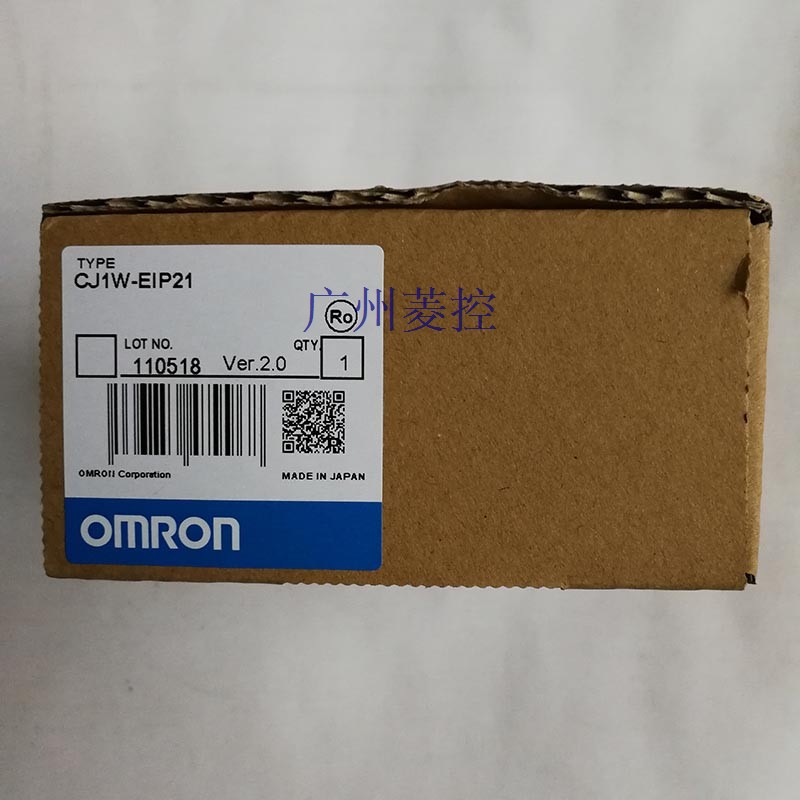 TYPE
CJ1W-EIP21
广州菱控
Ro
LOT NO.
QTY.
110518 Ver.2.0
1
OMRON Corporation
MADE IN JAPAN
OMRON